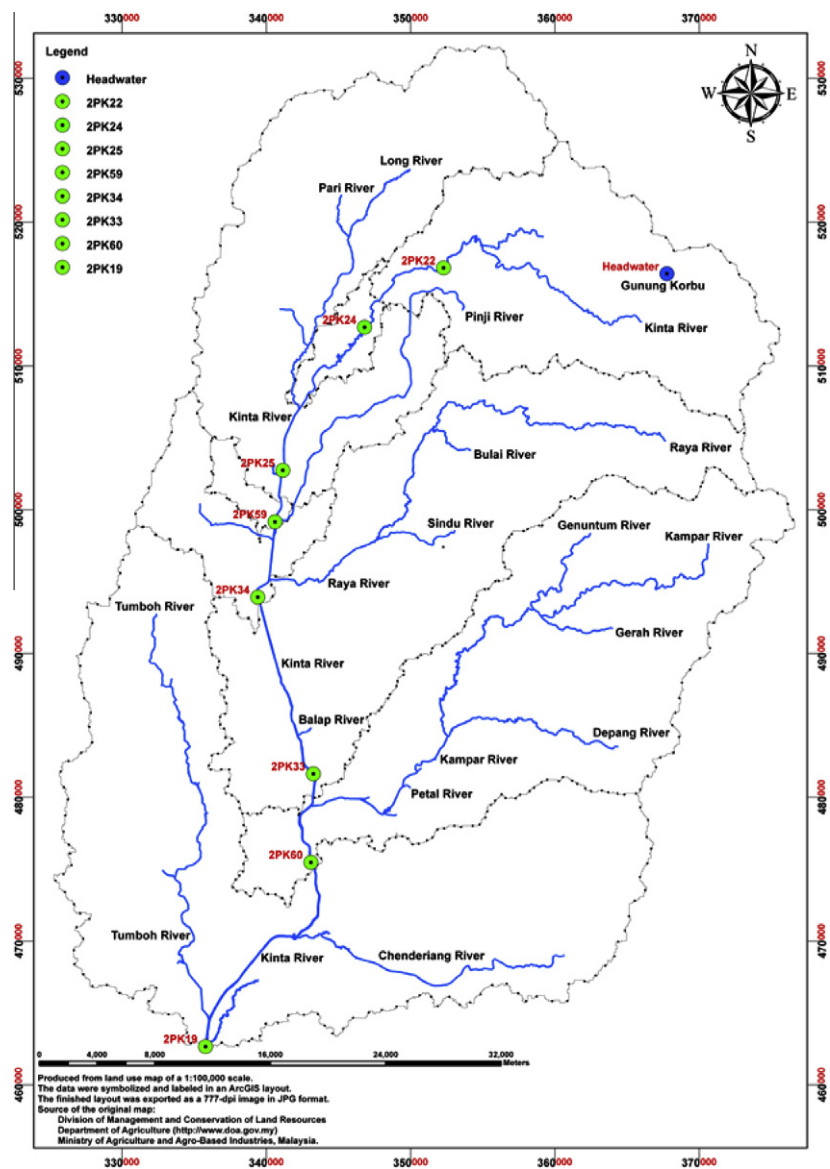 330000 340000 350000 360000 370000
Legend
Headwater
2PK22
2PK24
2PK25
2PK59
2PK34
2PK33
2PK60
2PK19
N
W E
S
530000 530000
Long River
Pari River
520000 520000
2PK22
Headwater
Gunung Korbu
Pinji River
2PK24
Kinta River
510000 510000
Kinta River
Raya River
Bulai River
2PK25
500000 500000
2PK59
Sindu River
Genuntum River
Kampar River
Raya River
2PK34
Tumboh River
Gerah River
490000 490000
Kinta River
Balap River
Depang River
Kampar River
2PK33
Petal River
480000 480000
2PK60
470000 470000
Tumboh River
Kinta River
Chenderiang River
2PK19
0 4,000 8,000 16,000 24,000 32,000
Meters
460000 460000
Produced from land use map of a 1:100,000 scale.
The data were symbolized and labeled in an ArcGIS layout.
The finished layout was exported as a 777-dpi image in JPG format.
Source of the original map:
Division of Management and Conservation of Land Resources
Department of Agriculture (http://www.doa.gov.my)
Ministry of Agriculture and Agro-Based Industries, Malaysia.
330000 340000 350000 360000 370000